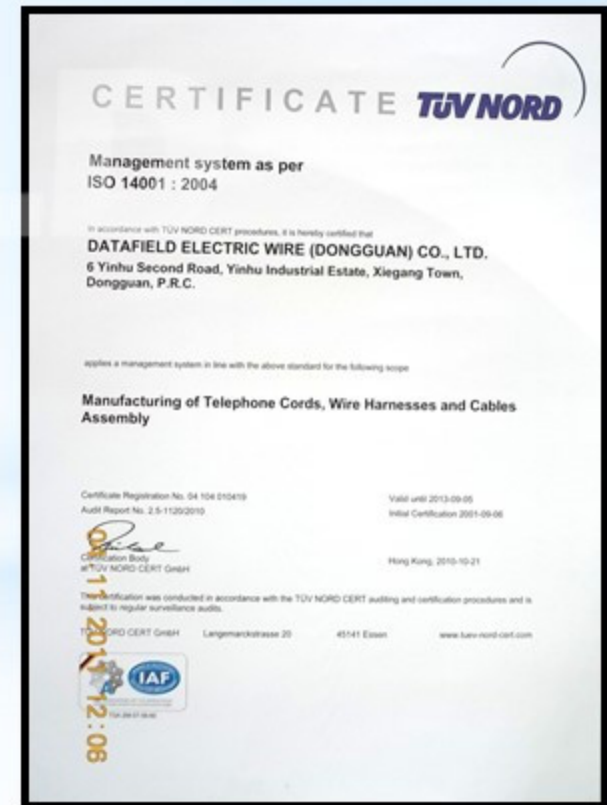 CERTIFICATE TÜV NORD
Management system as per
ISO 14001 : 2004
In accordance with TÜV NORD CERT procedures, it is hereby certified that
DATAFIELD ELECTRIC WIRE (DONGGUAN) CO., LTD.
6 Yinhu Second Road, Yinhu Industrial Estate, Xiegang Town,
Dongguan, P.R.C.
applies a management system in line with the above standard for the following scope
Manufacturing of Telephone Cords, Wire Harnesses and Cables
Assembly
Certificate Registration No. 04 104 010419
Audit Report No. 2.5-1120/2010
Valid until 2013-09-05
Initial Certification 2001-09-06
Certification Body
at TÜV NORD CERT GmbH
Hong Kong, 2010-10-21
This certification was conducted in accordance with the TÜV NORD CERT auditing and certification procedures and is
subject to regular surveillance audits.
TÜV NORD CERT GmbH Langemarckstrasse 20 45141 Essen www.tuev-nord-cert.com
IAF
11 2011 12:06